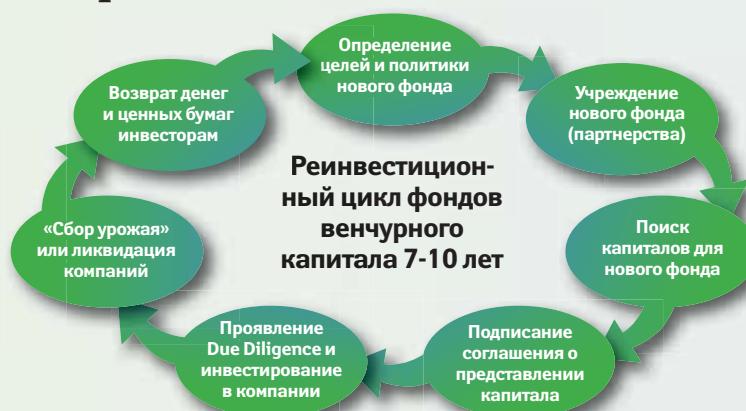 Определение
целей и политики
нового фонда
Учреждение
нового фонда
(партнерства)
Поиск
капиталов для
нового фонда
Подписание
соглашения о
представлении
капитала
Проявление
Due Diligence и
инвестирование
в компании
«Сбор урожая»
или ликвидация
компаний
Возврат денег
и ценных бумаг
инвесторам
Реинвестицион-
ный цикл фондов
венчурного
капитала 7-10 лет